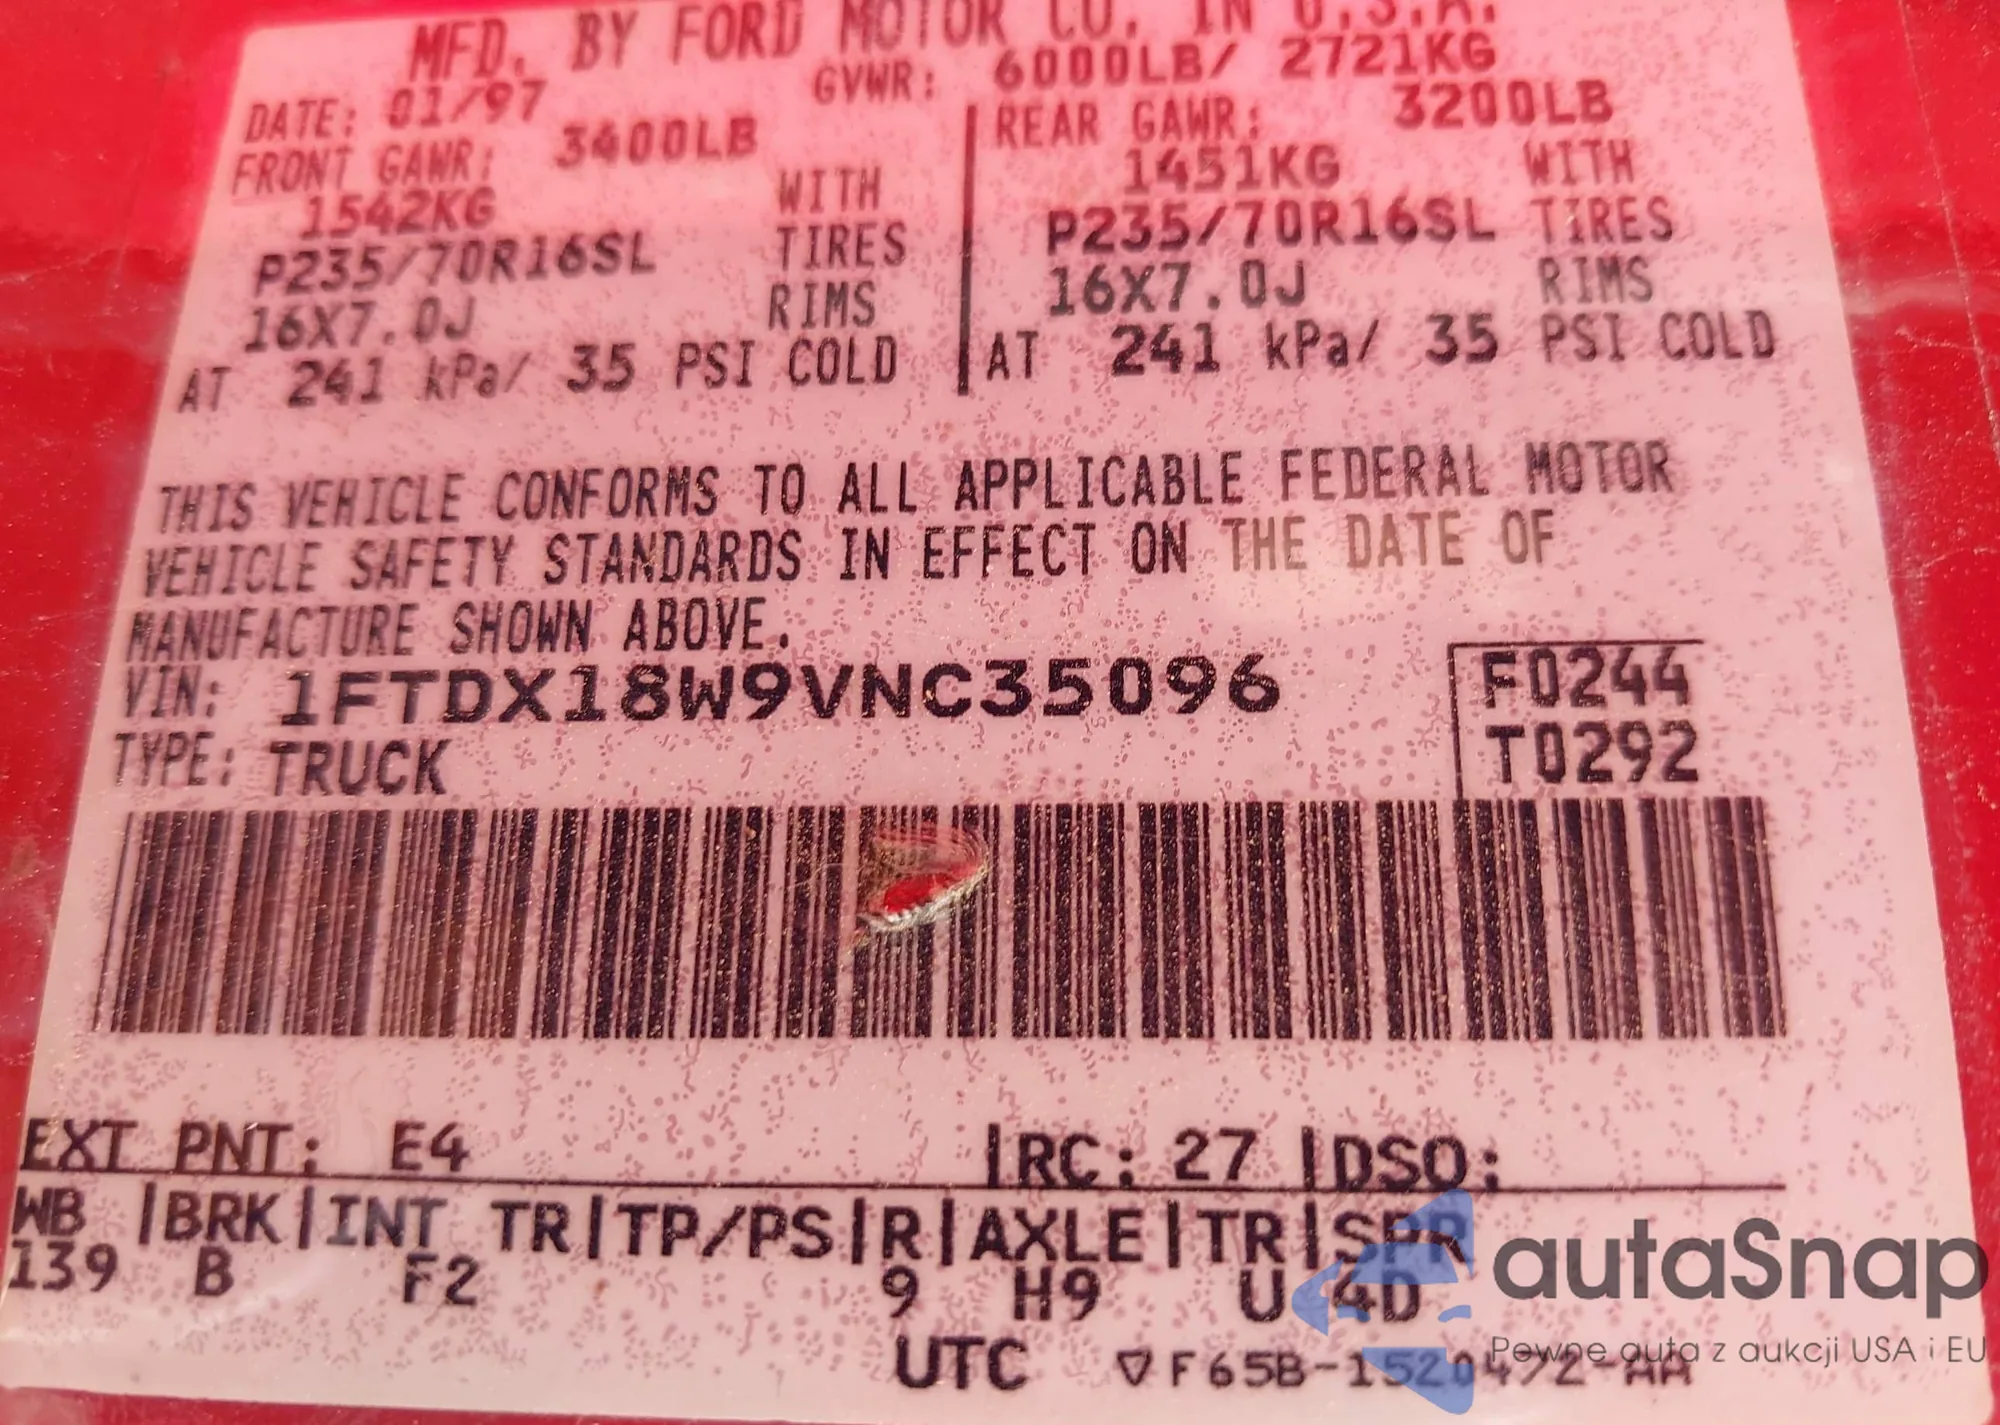 MFD. BY FORD MOTOR CO. IN U.S.A.
DATE: 01/97 GVWR: 6000LB/ 2721KG
FRONT GAWR: 3400LB REAR GAWR: 3200LB
1542KG WITH 1451KG WITH
P235/70R16SL TIRES P235/70R16SL TIRES
16X7.0J RIMS 16X7.0J RIMS
AT 241 kPa/ 35 PSI COLD AT 241 kPa/ 35 PSI COLD
THIS VEHICLE CONFORMS TO ALL APPLICABLE FEDERAL MOTOR
VEHICLE SAFETY STANDARDS IN EFFECT ON THE DATE OF
MANUFACTURE SHOWN ABOVE.
VIN: 1FTDX18W9VNC35096 F0244
TYPE: TRUCK T0292
EXT PNT: E4 |RC: 27 |DSO:
WB |BRK|INT TR|TP/PS|R|AXLE|TR|SPR
139 B F2 9 H9 U 4D
UTC ▽F65B-1520472-AA
autaSnap
Pewne auta z aukcji USA i EU